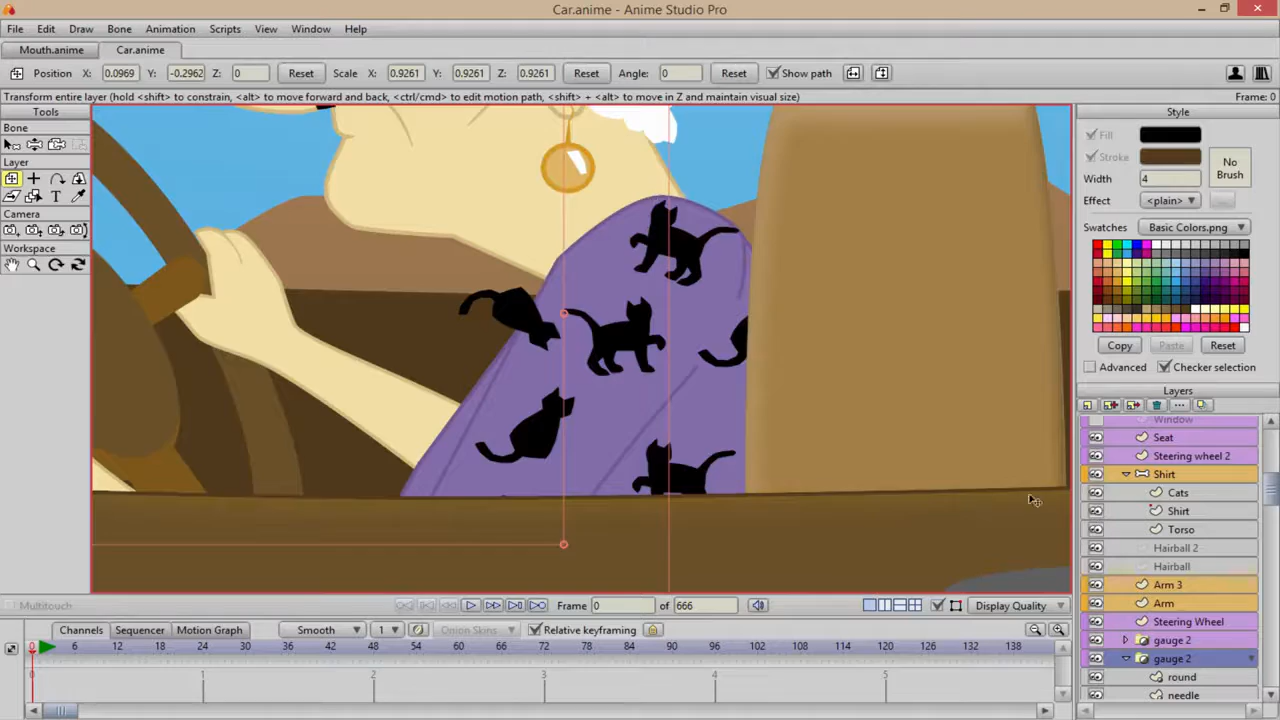 Car.anime - Anime Studio Pro
File Edit Draw Bone Animation Scripts View Window Help
Mouth.anime Car.anime
Position X: 0.0969 Y: -0.2962 Z: 0 Reset Scale X: 0.9261 Y: 0.9261 Z: 0.9261 Reset Angle: 0 Reset Show path
Transform entire layer (hold <shift> to constrain, <alt> to move forward and back, <ctrl/cmd> to edit motion path, <shift> + <alt> to move in Z and maintain visual size) Frame: 0
Tools
Bone
Layer
Camera
Workspace
Style
Fill
Stroke
No Brush
Width 4
Effect <plain> ...
Swatches Basic Colors.png
Copy Paste Reset
Advanced Checker selection
Layers
Window
Seat
Steering wheel 2
Shirt
Cats
Shirt
Torso
Hairball 2
Hairball
Arm 3
Arm
Steering Wheel
gauge 2
gauge 2
round
needle
Multitouch Frame 0 of 666 Display Quality
Channels Sequencer Motion Graph Smooth 1 Onion Skins Relative keyframing
0 6 12 18 24 30 36 42 48 54 60 66 72 78 84 90 96 102 108 114 120 126 132 138
0 1 2 3 4 5